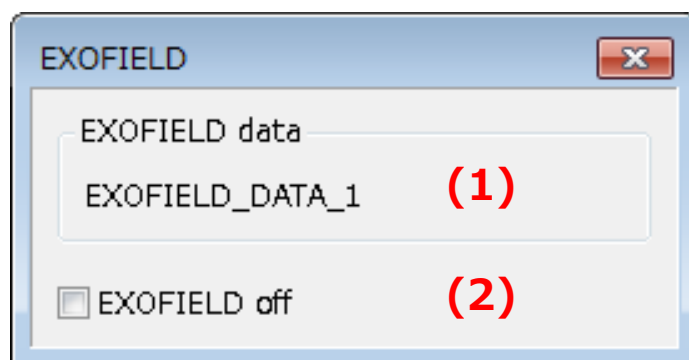 EXOFIELD
EXOFIELD data
EXOFIELD_DATA_1 (1)
EXOFIELD off (2)